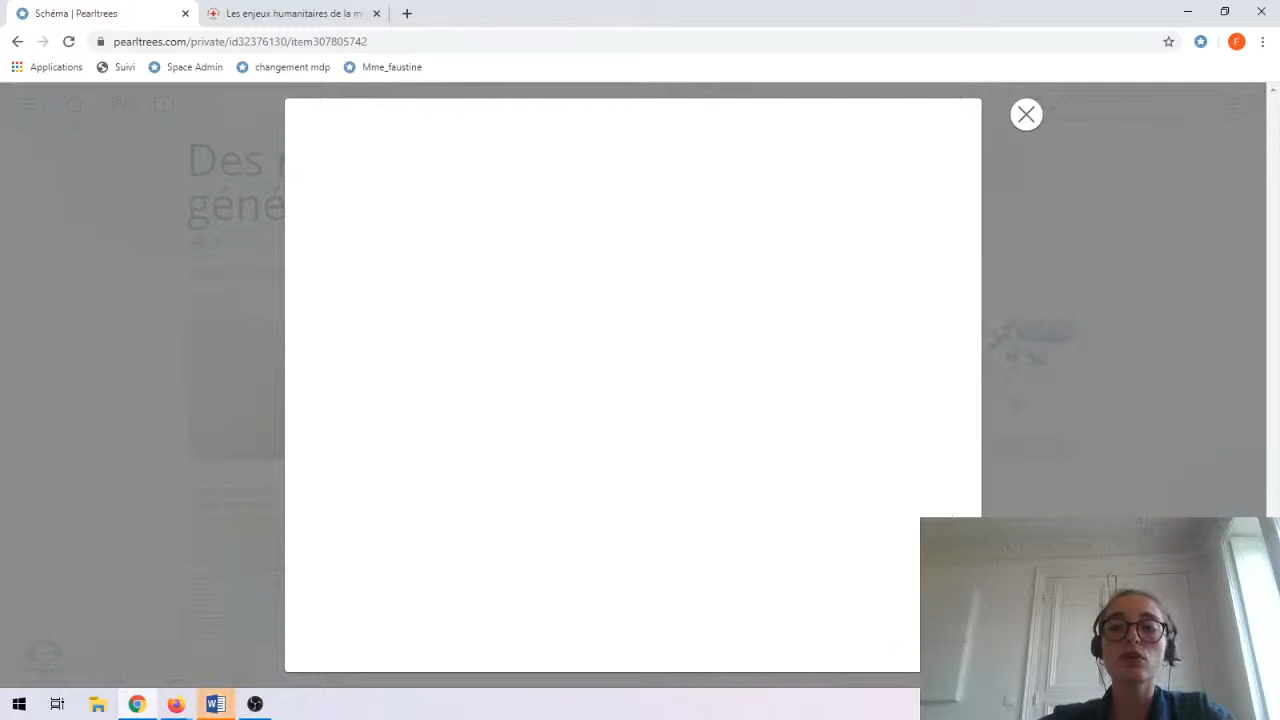 Schéma | Pearltrees
Les enjeux humanitaires de la mi
pearltrees.com/private/id32376130/item307805742
F
Applications
Suivi
Space Admin
changement mdp
Mme_faustine
Des
géné